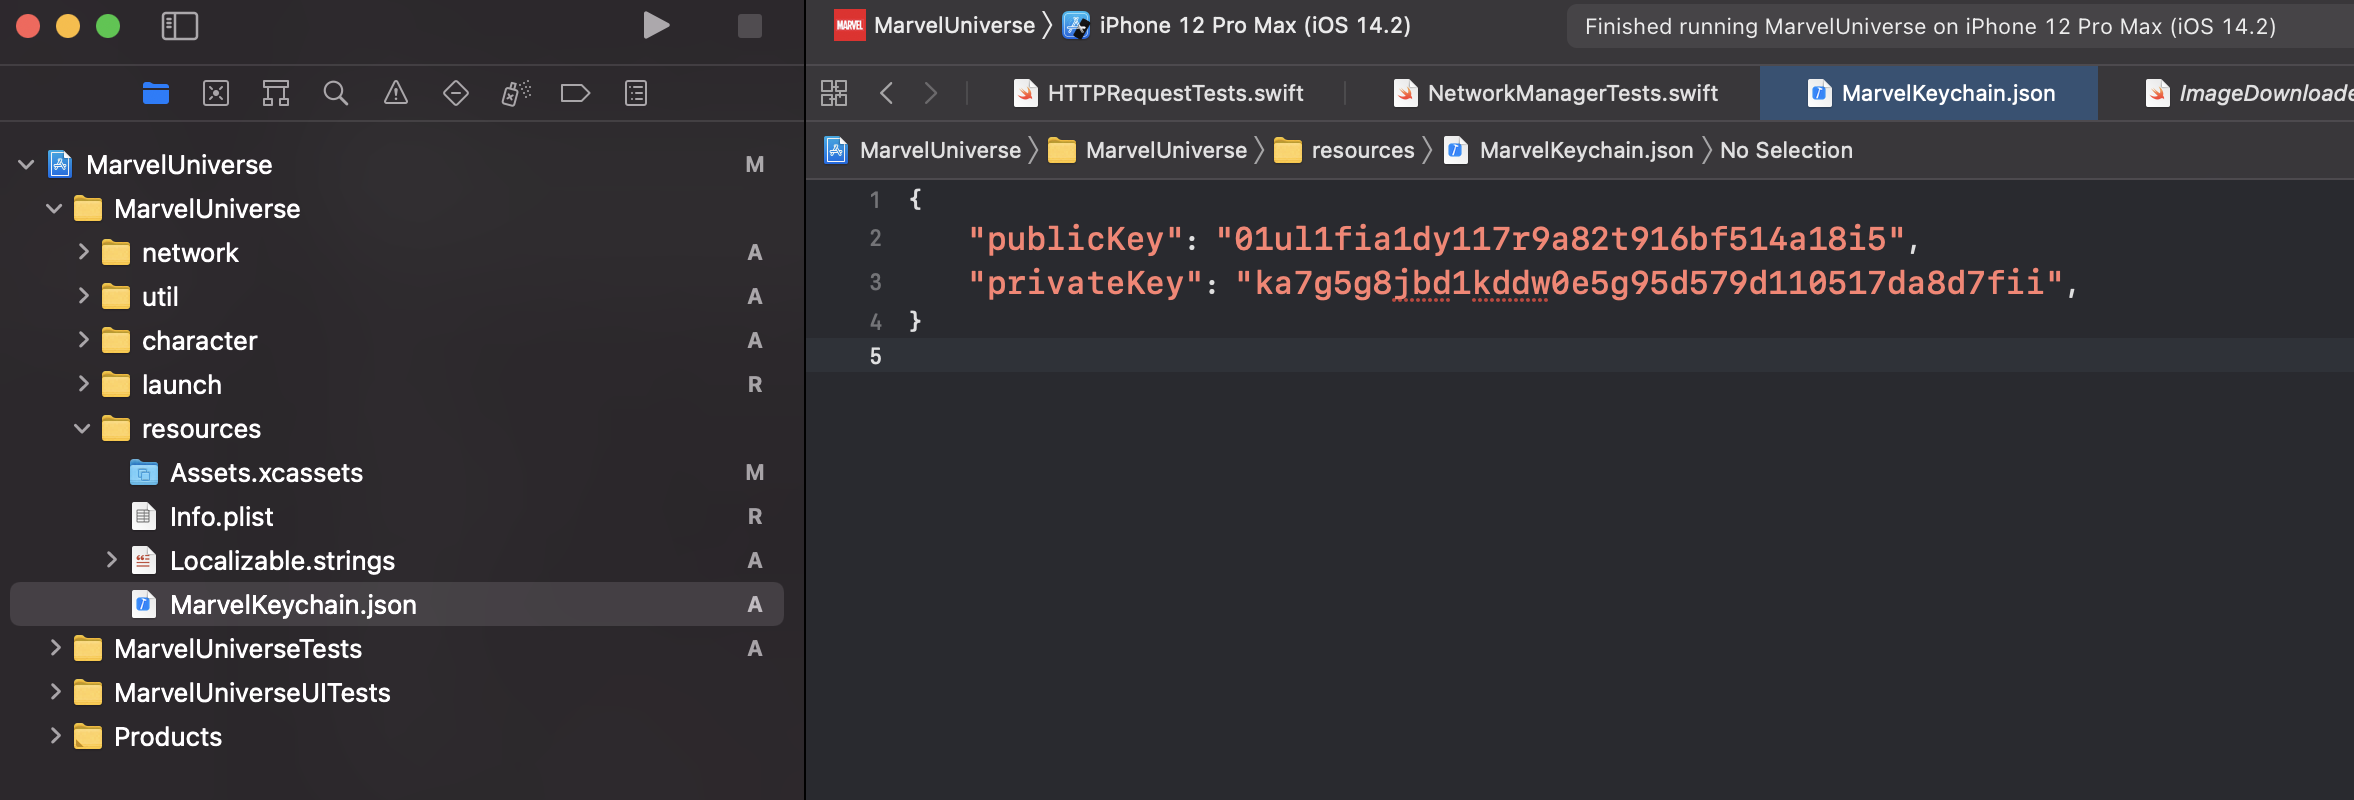 MARVEL MarvelUniverse 〉 iPhone 12 Pro Max (iOS 14.2)
Finished running MarvelUniverse on iPhone 12 Pro Max (iOS 14.2)
HTTPRequestTests.swift
NetworkManagerTests.swift
MarvelKeychain.json
ImageDownloade
MarvelUniverse 〉 MarvelUniverse 〉 resources 〉 MarvelKeychain.json 〉 No Selection
MarvelUniverse M
MarvelUniverse
network A
util A
character A
launch R
resources
Assets.xcassets M
Info.plist R
Localizable.strings A
MarvelKeychain.json A
MarvelUniverseTests A
MarvelUniverseUITests
Products
1 {
2 "publicKey": "01ul1fia1dy117r9a82t916bf514a18i5",
3 "privateKey": "ka7g5g8jbd1kddw0e5g95d579d110517da8d7fii",
4 }
5